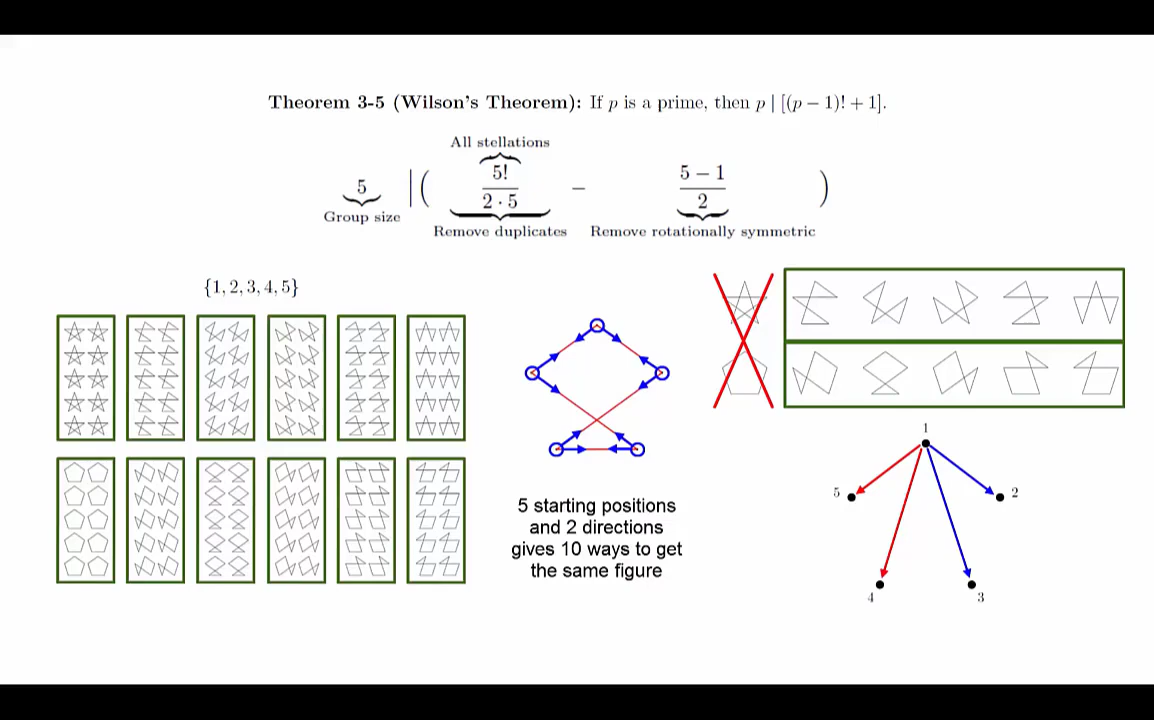 Theorem 3-5 (Wilson's Theorem): If p is a prime, then p | [(p − 1)! + 1].
All stellations
5 | ( 5! / 2 · 5 − 5 − 1 / 2 )
Group size
Remove duplicates
Remove rotationally symmetric
{1, 2, 3, 4, 5}
5 starting positions
and 2 directions
gives 10 ways to get
the same figure
1
5
2
4
3